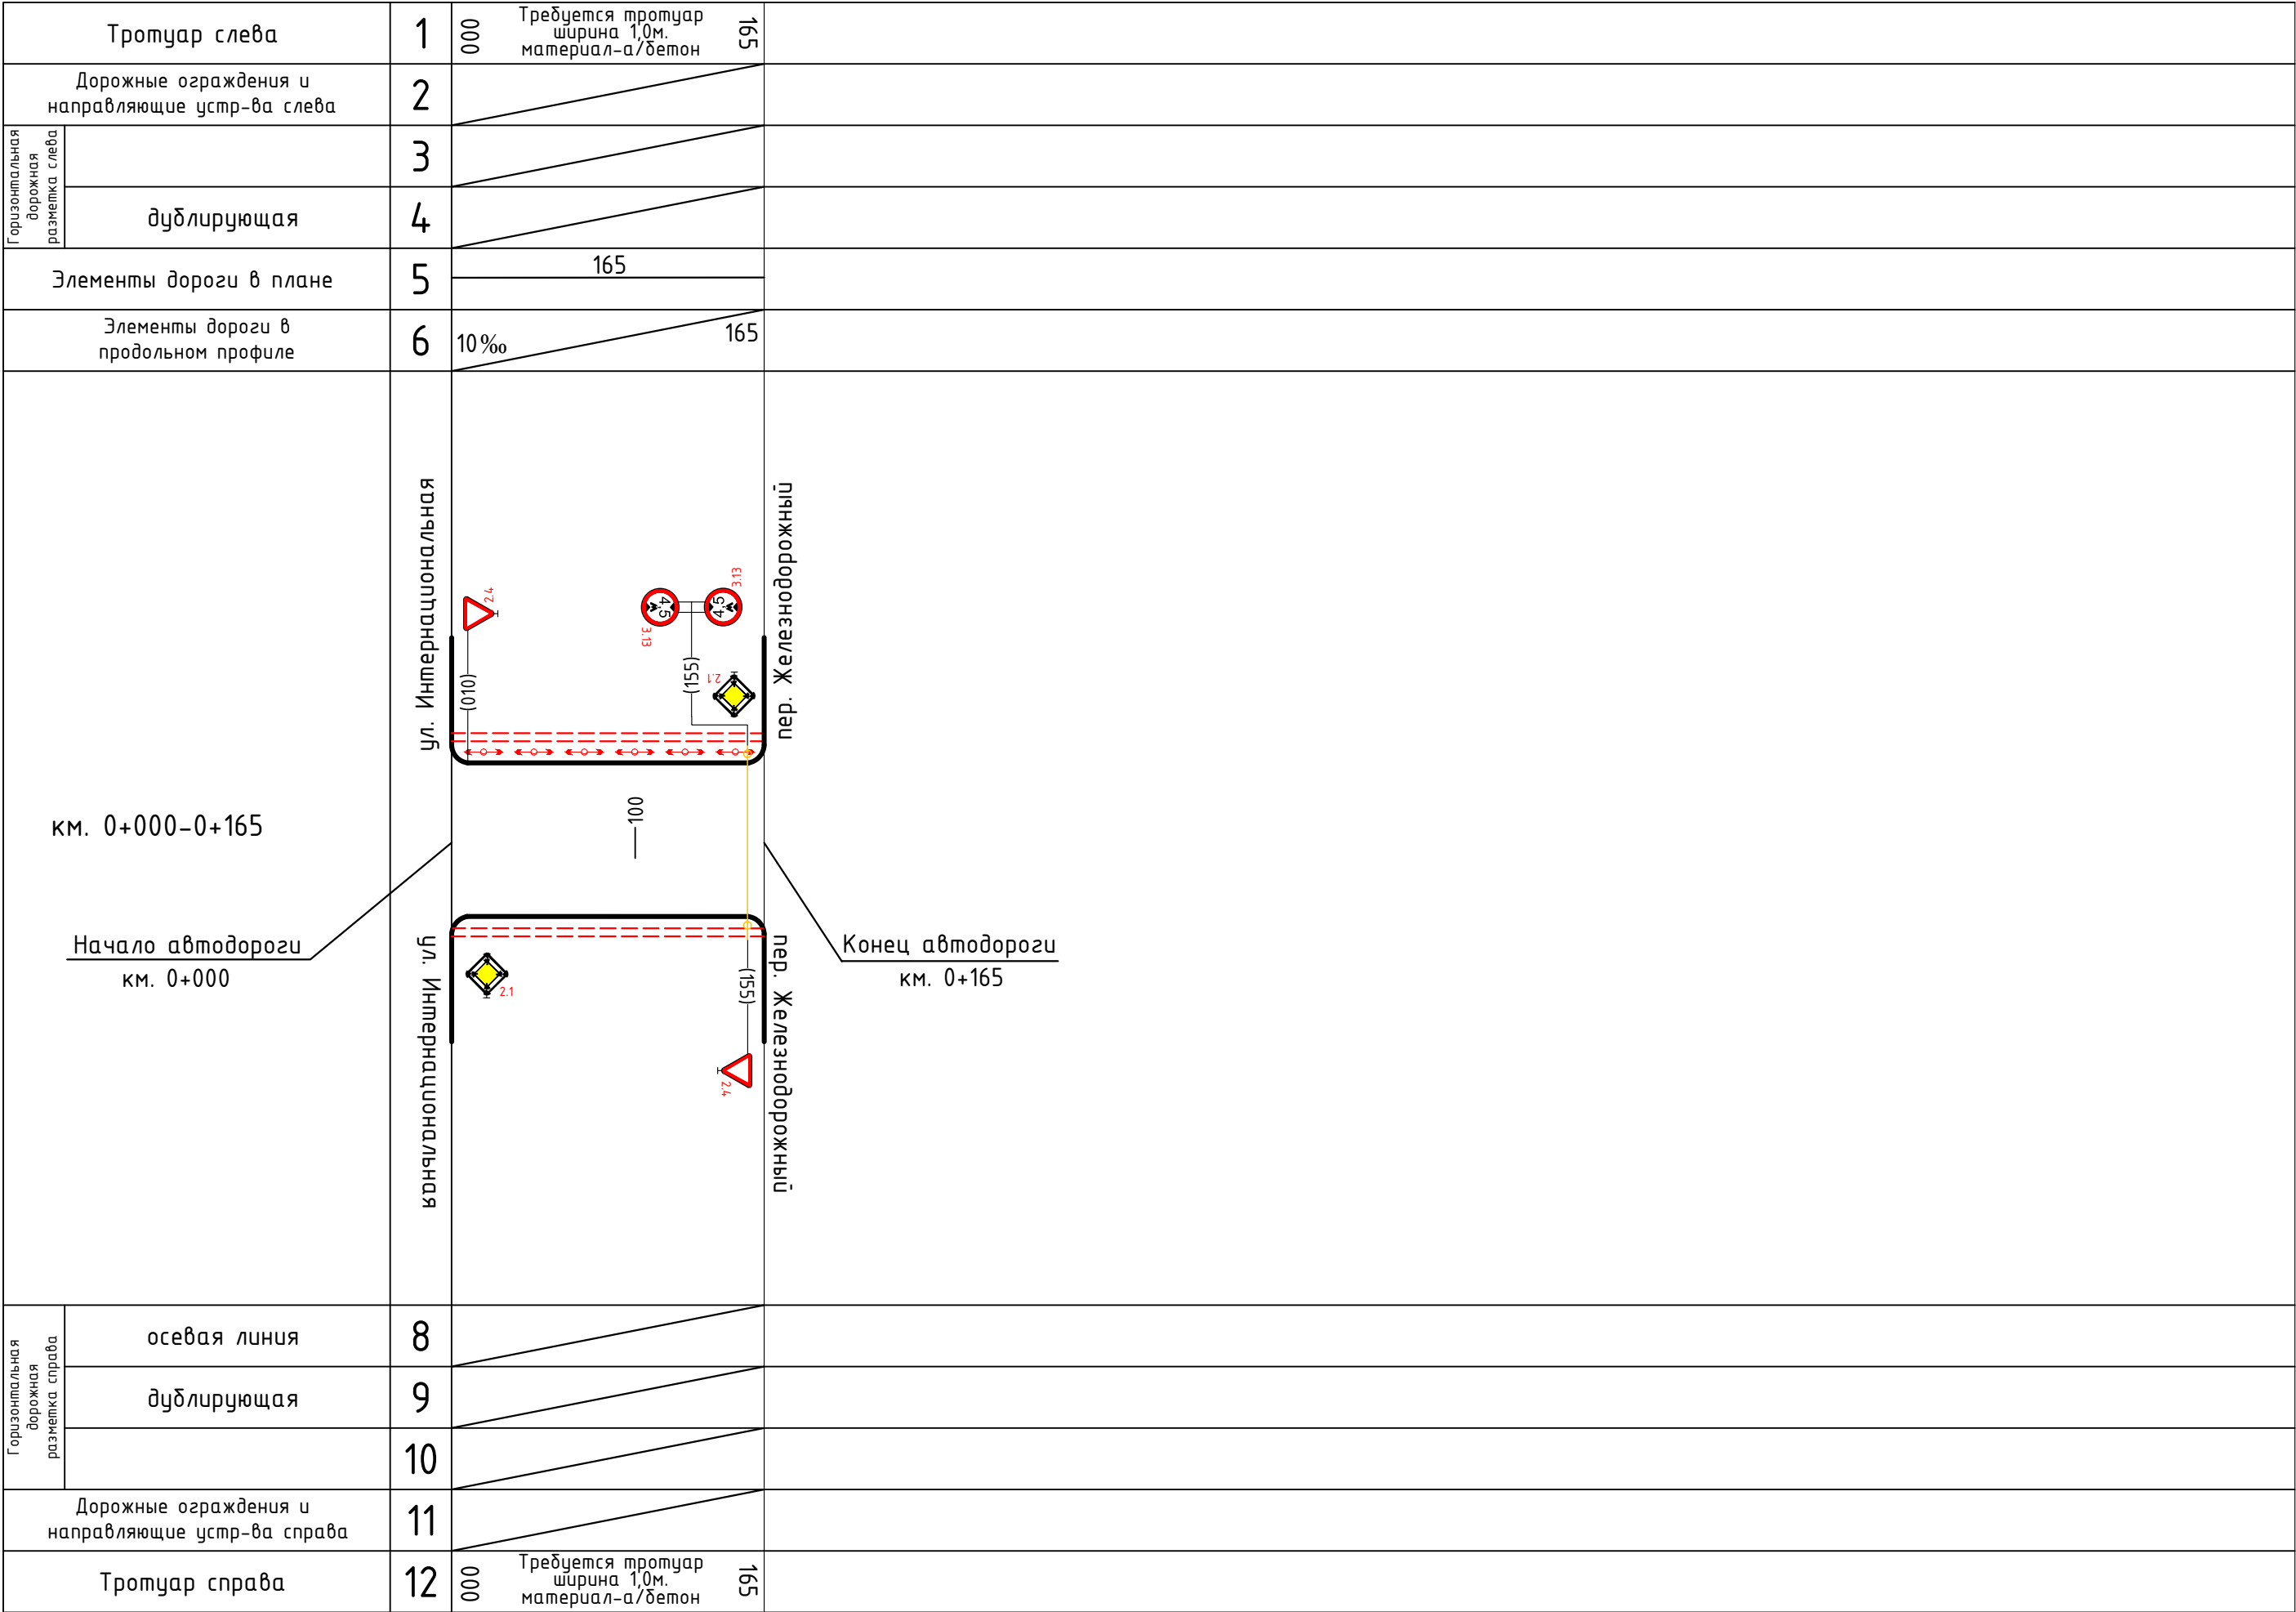 Тротуар слева
1
000
Требуется тротуар
ширина 1,0м.
материал-а/бетон
165
Дорожные ограждения и
направляющие устр-ва слева
2
Горизонтальная
дорожная
разметка слева
3
дублирующая
4
Элементы дороги в плане
5
165
Элементы дороги в
продольном профиле
6
10‰
165
ул. Интернациональная
пер. Железнодорожный
2.4
(010)
4,5
3.13
4,5
3.13
(155)
2.1
100
км. 0+000-0+165
Начало автодороги
км. 0+000
Конец автодороги
км. 0+165
ул. Интернациональная
пер. Железнодорожный
2.1
(155)
2.4
Горизонтальная
дорожная
разметка справа
осевая линия
8
дублирующая
9
10
Дорожные ограждения и
направляющие устр-ва справа
11
Тротуар справа
12
000
Требуется тротуар
ширина 1,0м.
материал-а/бетон
165